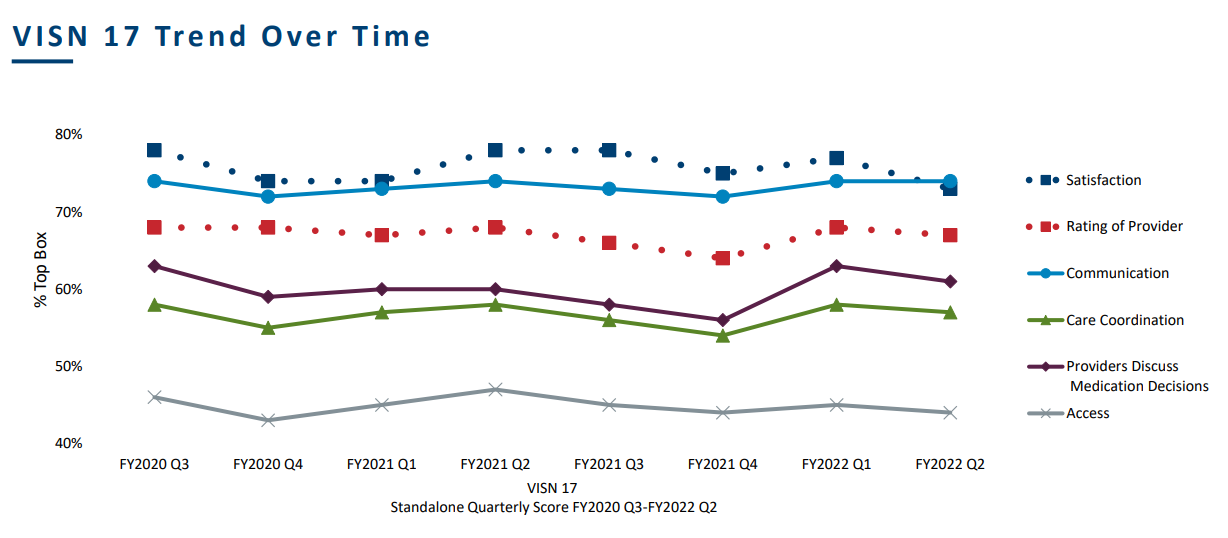 VISN 17 Trend Over Time
80%
70%
60%
50%
40%
% Top Box
FY2020 Q3 FY2020 Q4 FY2021 Q1 FY2021 Q2 FY2021 Q3 FY2021 Q4 FY2022 Q1 FY2022 Q2
VISN 17
Standalone Quarterly Score FY2020 Q3-FY2022 Q2
Satisfaction
Rating of Provider
Communication
Care Coordination
Providers Discuss
Medication Decisions
Access